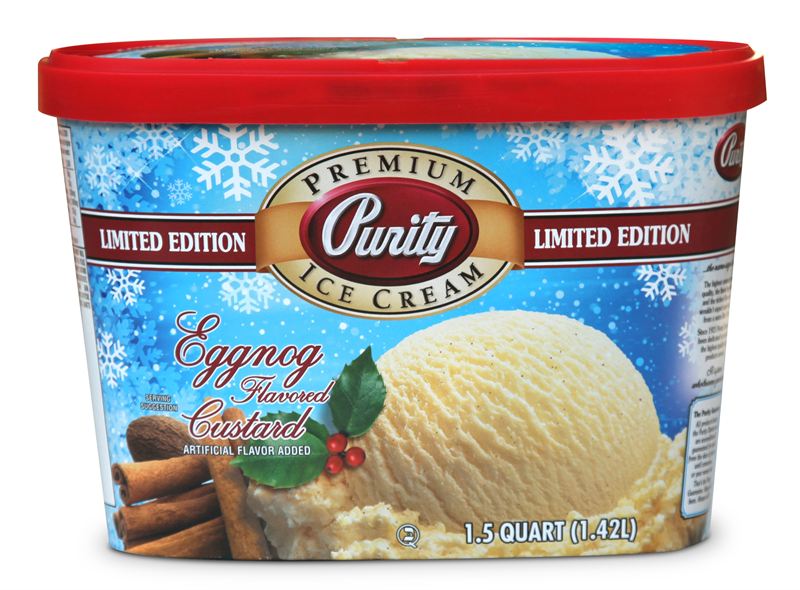 PREMIUM
Purity
ICE CREAM
LIMITED EDITION
LIMITED EDITION
Eggnog
Flavored
Custard
ARTIFICIAL FLAVOR ADDED
SERVING
SUGGESTION
1.5 QUART (1.42L)
Purity